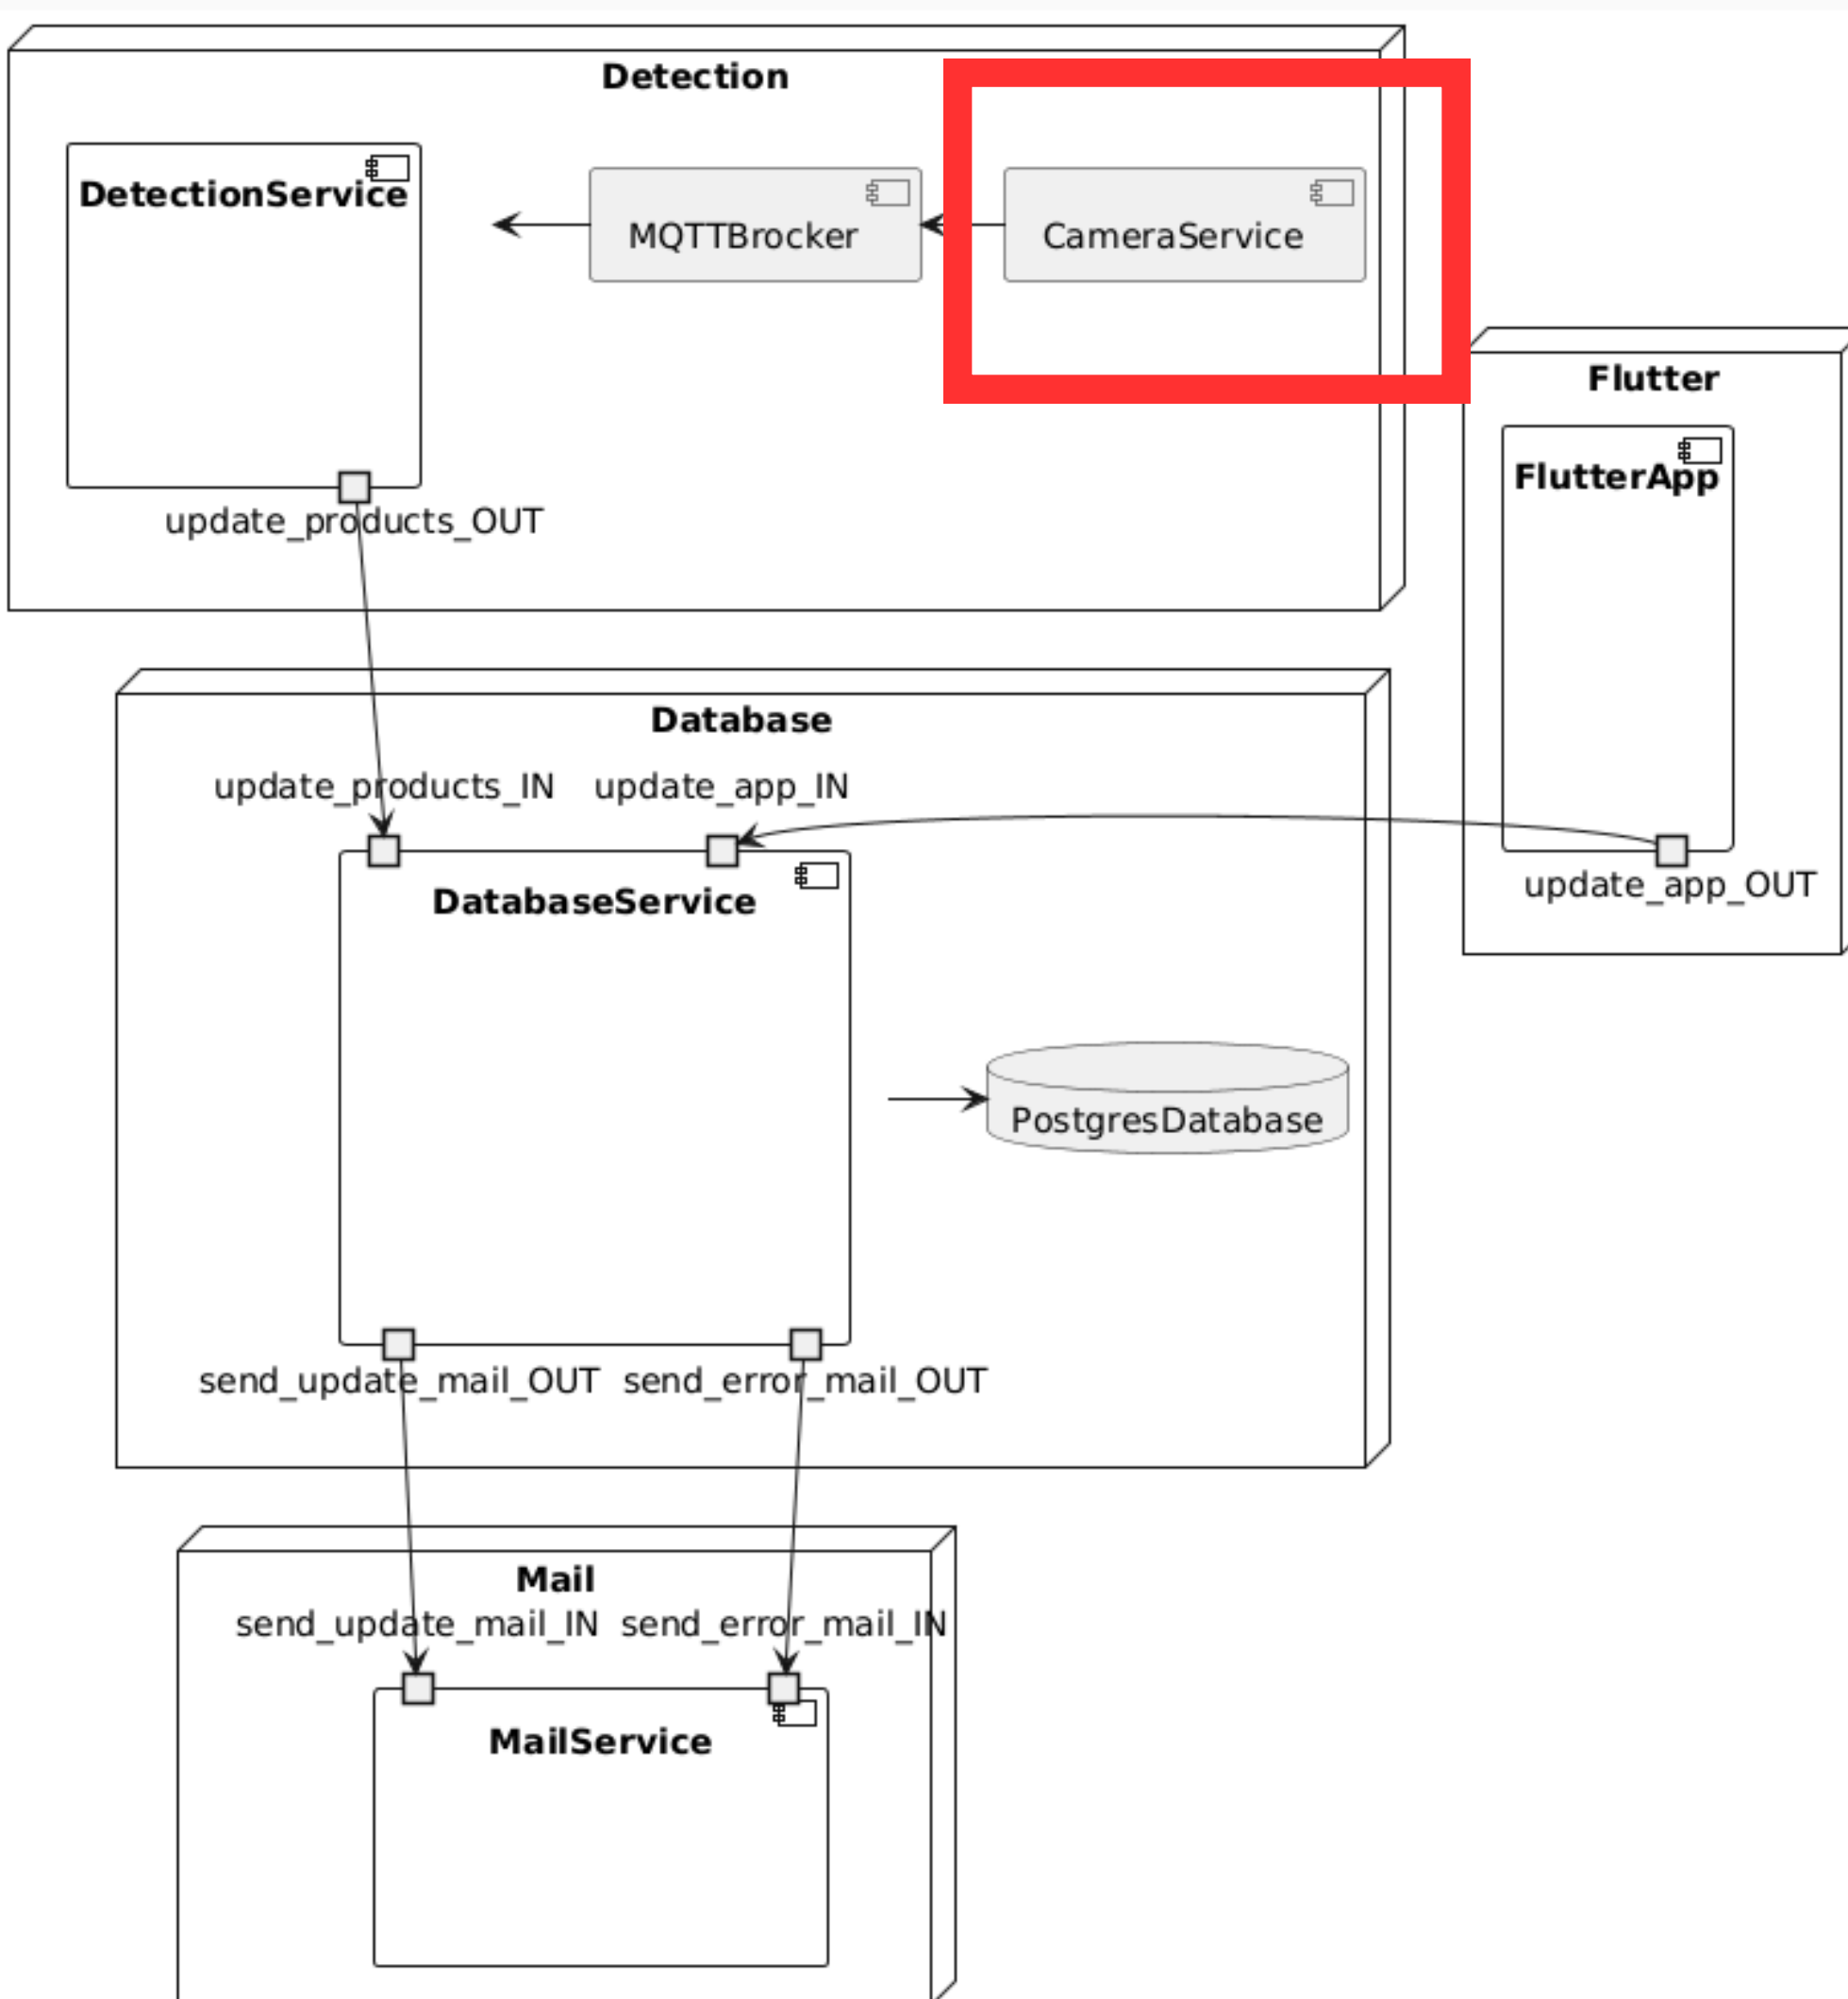 Detection
DetectionService
MQTTBrocker
CameraService
update_products_OUT
Flutter
FlutterApp
update_app_OUT
Database
update_products_IN
update_app_IN
DatabaseService
PostgresDatabase
send_update_mail_OUT
send_error_mail_OUT
Mail
send_update_mail_IN
send_error_mail_IN
MailService